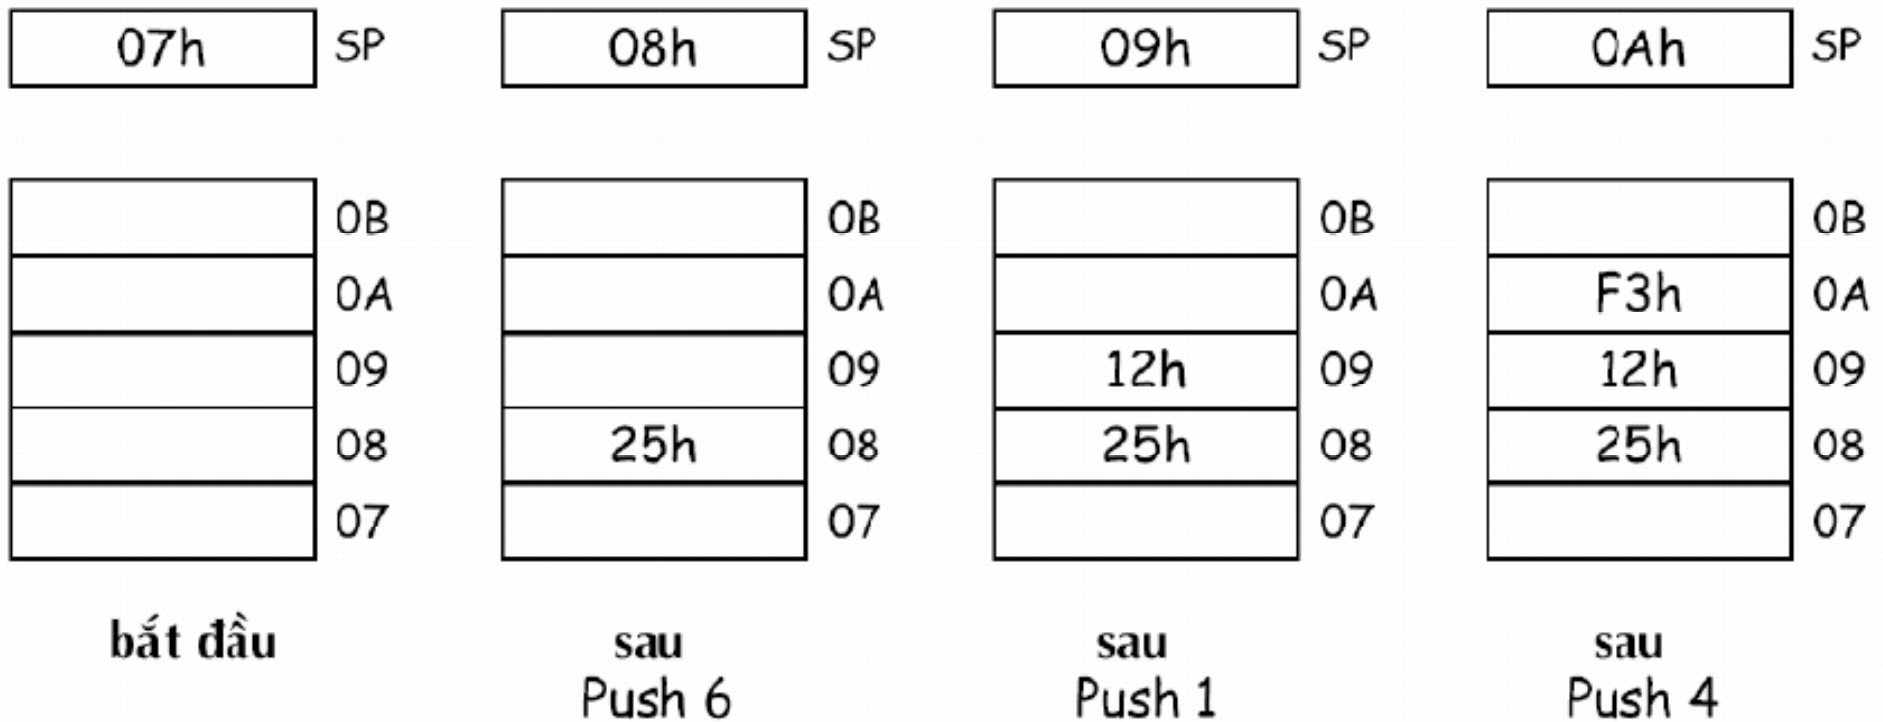 07h SP 08h SP 09h SP 0Ah SP
0B 0B 0B 0B
0A 0A 0A F3h 0A
09 09 12h 09 12h 09
08 25h 08 25h 08 25h 08
07 07 07 07
bắt đầu sau sau sau
Push 6 Push 1 Push 4